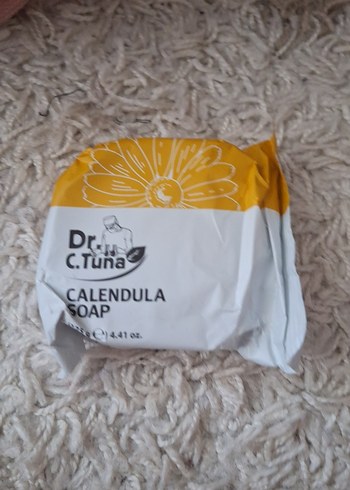 Dr.
C.Tuna
CALENDULA
SOAP
4.41 oz.